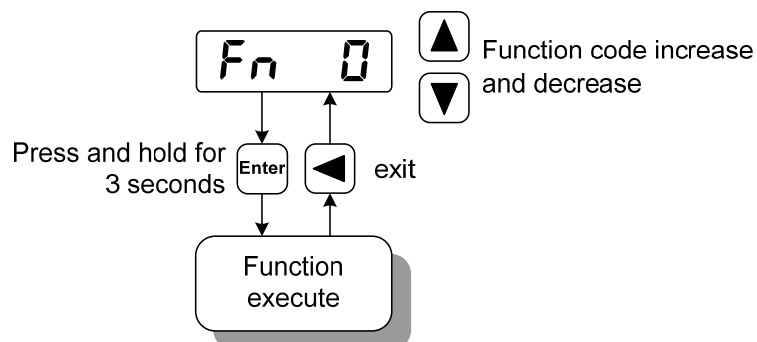 Fn 0
Function code increase
and decrease
Press and hold for
3 seconds
Enter
exit
Function
execute